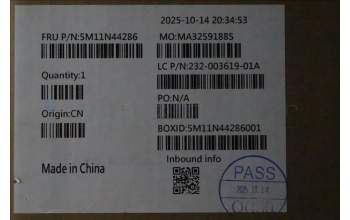 2025-10-14 20:34:53
FRU P/N:5M11N44286
MO:MA32591885
LC P/N:232-003619-01A
Quantity:1
PO:N/A
Origin:CN
BOXID:5M11N44286001
Inbound info
Made in China
PASS